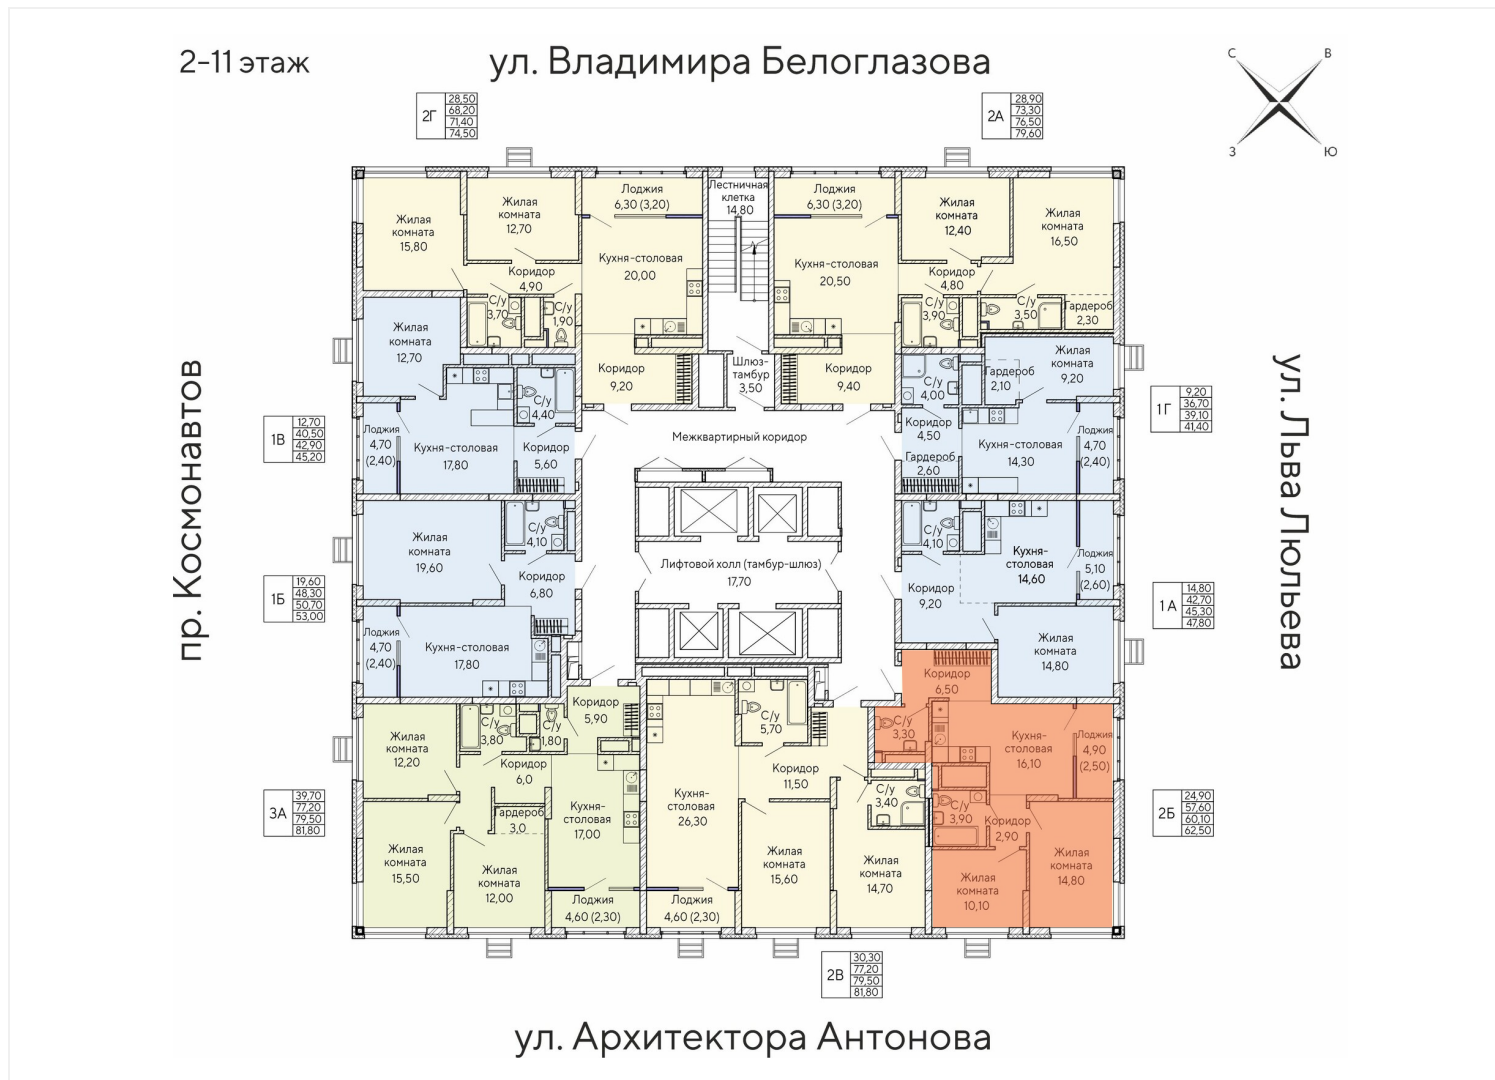 2-11 этаж
ул. Владимира Белоглазова
С
В
З
Ю
2Г
28,50
68,20
71,40
74,50
2А
28,90
73,30
76,50
79,60
Жилая
комната
15,80
Жилая
комната
12,70
Лоджия
6,30 (3,20)
Кухня-столовая
20,00
Коридор
4,90
С/у
3,70
С/у
1,90
Коридор
9,20
Лестничная
клетка
14,80
Шлюз-
тамбур
3,50
Лоджия
6,30 (3,20)
Кухня-столовая
20,50
Жилая
комната
12,40
Жилая
комната
16,50
Коридор
4,80
С/у
3,90
С/у
3,50
Гардероб
2,30
Коридор
9,40
пр. Космонавтов
ул. Льва Люльева
1В
12,70
40,50
42,90
45,20
Жилая
комната
12,70
С/у
4,40
Лоджия
4,70
(2,40)
Кухня-столовая
17,80
Коридор
5,60
Межквартирный коридор
С/у
4,00
Гардероб
2,10
Жилая
комната
9,20
Коридор
4,50
Гардероб
2,60
Кухня-столовая
14,30
Лоджия
4,70
(2,40)
1Г
9,20
36,70
39,10
41,40
1Б
19,60
48,30
50,70
53,00
Жилая
комната
19,60
С/у
4,10
Коридор
6,80
Лоджия
4,70
(2,40)
Кухня-столовая
17,80
Лифтовой холл (тамбур-шлюз)
17,70
С/у
4,10
Кухня-
столовая
14,60
Лоджия
5,10
(2,60)
Коридор
9,20
Жилая
комната
14,80
1А
14,80
42,70
45,30
47,80
3А
39,70
77,20
79,50
81,80
Жилая
комната
12,20
С/у
3,80
С/у
1,80
Коридор
5,90
Коридор
6,0
Гардероб
3,0
Кухня-
столовая
17,00
Жилая
комната
15,50
Жилая
комната
12,00
Лоджия
4,60 (2,30)
Кухня-
столовая
26,30
С/у
5,70
Коридор
11,50
С/у
3,40
Жилая
комната
15,60
Жилая
комната
14,70
Лоджия
4,60 (2,30)
Коридор
6,50
С/у
3,30
Кухня-
столовая
16,10
Лоджия
4,90
(2,50)
С/у
3,90
Коридор
2,90
Жилая
комната
10,10
Жилая
комната
14,80
2Б
24,90
57,60
60,10
62,50
2В
30,30
77,20
79,50
81,80
ул. Архитектора Антонова